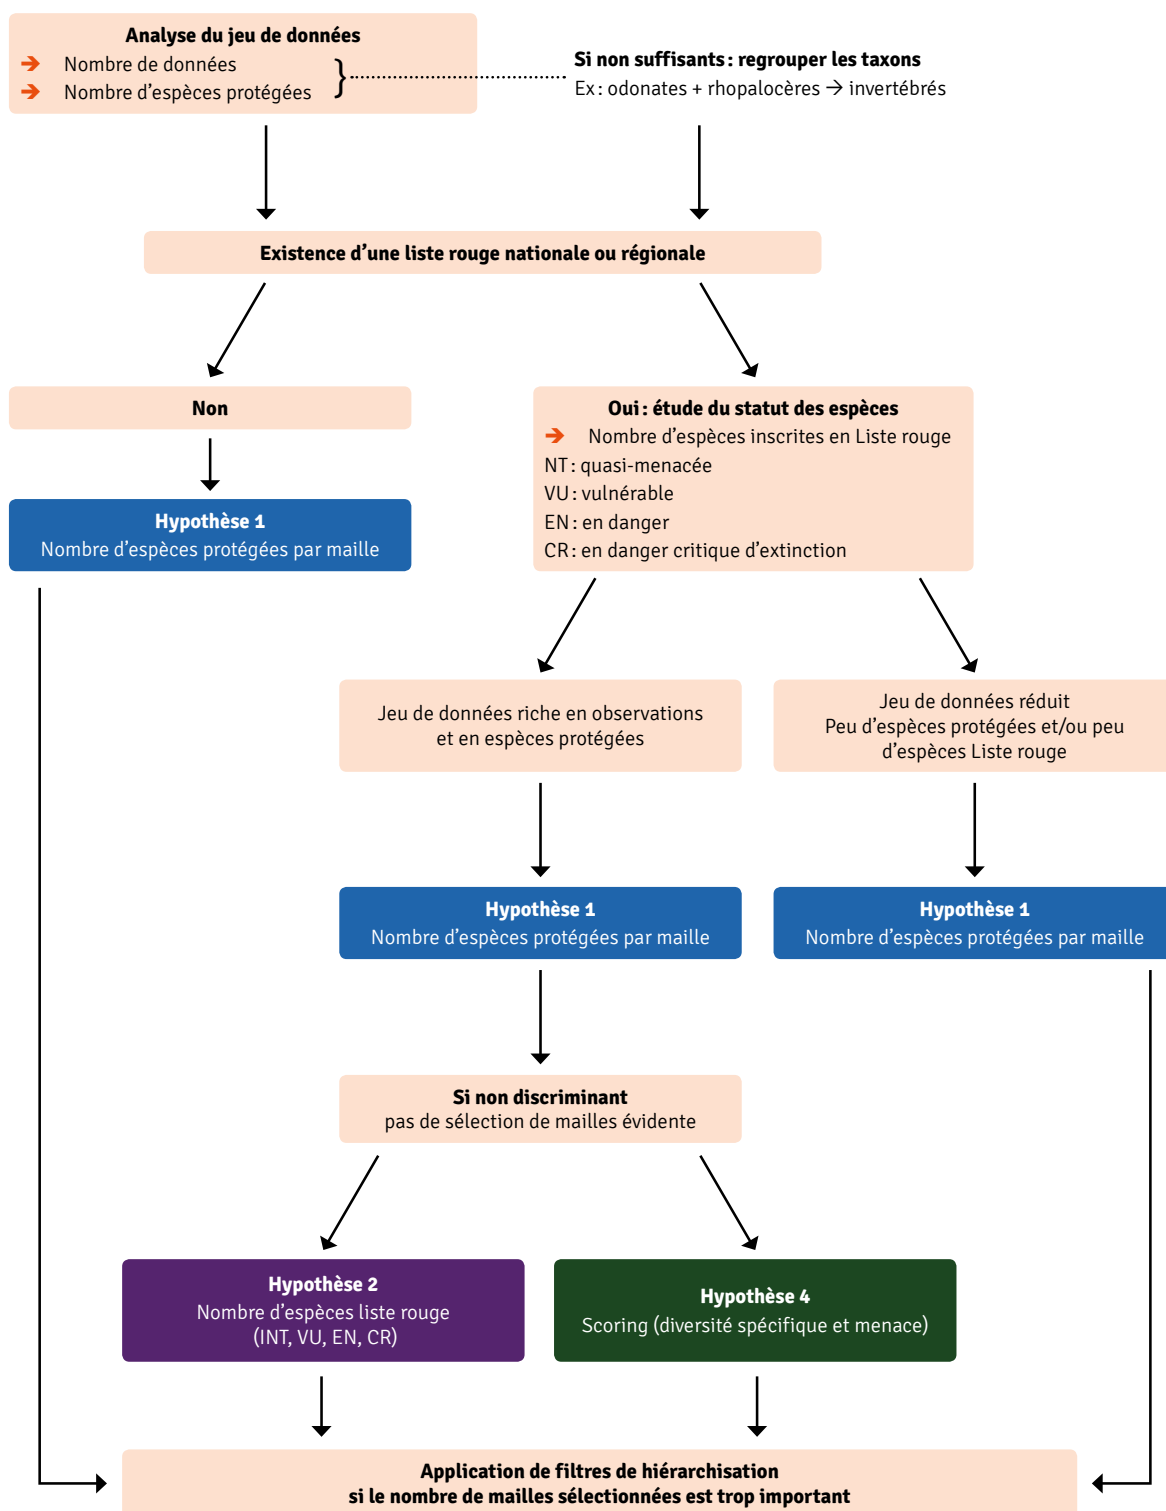 Analyse du jeu de données
➔ Nombre de données
➔ Nombre d'espèces protégées
Si non suffisants : regrouper les taxons
Ex : odonates + rhopalocères → invertébrés
Existence d'une liste rouge nationale ou régionale
Non
Oui : étude du statut des espèces
➔ Nombre d'espèces inscrites en Liste rouge
NT : quasi-menacée
VU : vulnérable
EN : en danger
CR : en danger critique d'extinction
Hypothèse 1
Nombre d'espèces protégées par maille
Jeu de données riche en observations
et en espèces protégées
Jeu de données réduit
Peu d'espèces protégées et/ou peu
d'espèces Liste rouge
Hypothèse 1
Nombre d'espèces protégées par maille
Hypothèse 1
Nombre d'espèces protégées par maille
Si non discriminant
pas de sélection de mailles évidente
Hypothèse 2
Nombre d'espèces liste rouge
(INT, VU, EN, CR)
Hypothèse 4
Scoring (diversité spécifique et menace)
Application de filtres de hiérarchisation
si le nombre de mailles sélectionnées est trop important